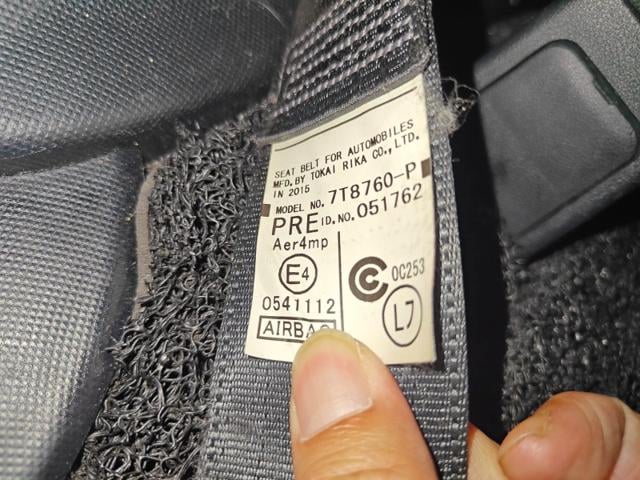 SEAT BELT FOR AUTOMOBILES
MFD. BY TOKAI RIKA CO., LTD.
IN 2015
MODEL NO. 7T8760-P
PRE ID.NO. 051762
Aer4mp
E4
0541112
OC253
L7